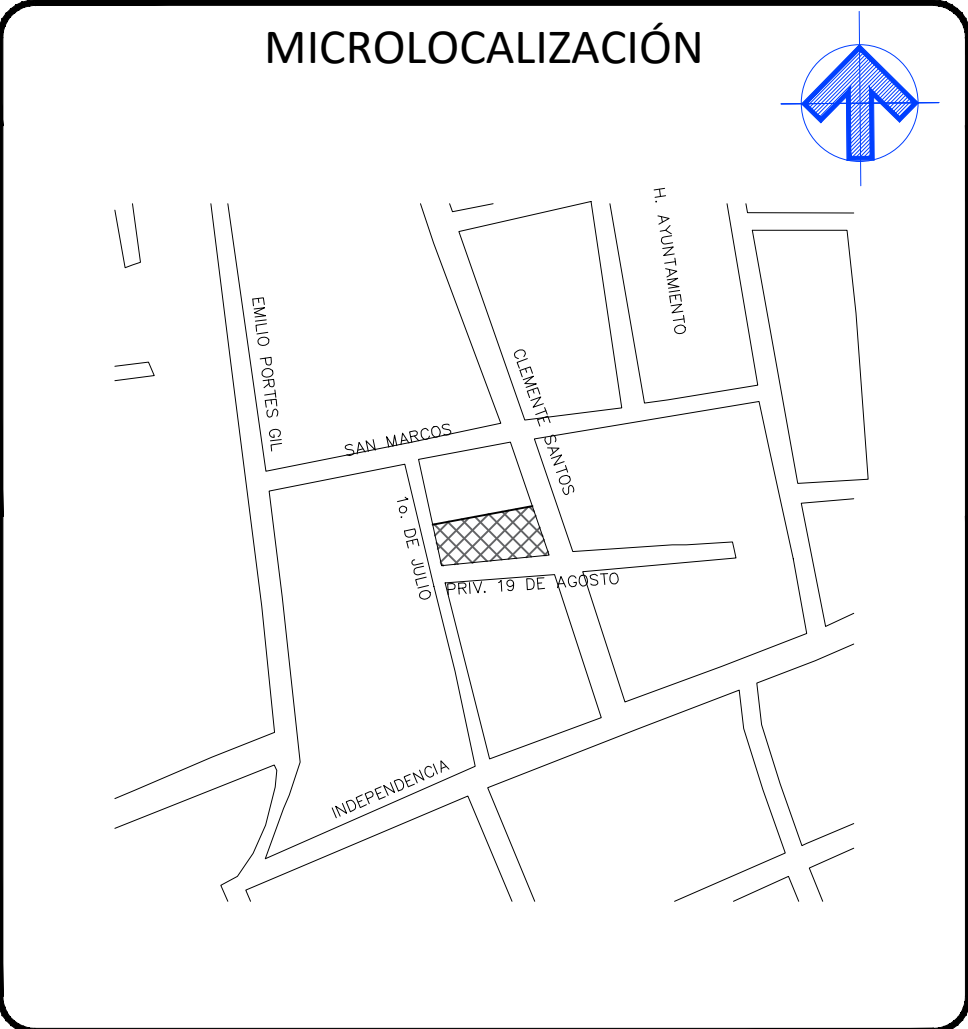 MICROLOCALIZACIÓN
H. AYUNTAMIENTO
EMILIO PORTES GIL
CLEMENTE SANTOS
SAN MARCOS
1o. DE JULIO
PRIV. 19 DE AGOSTO
INDEPENDENCIA